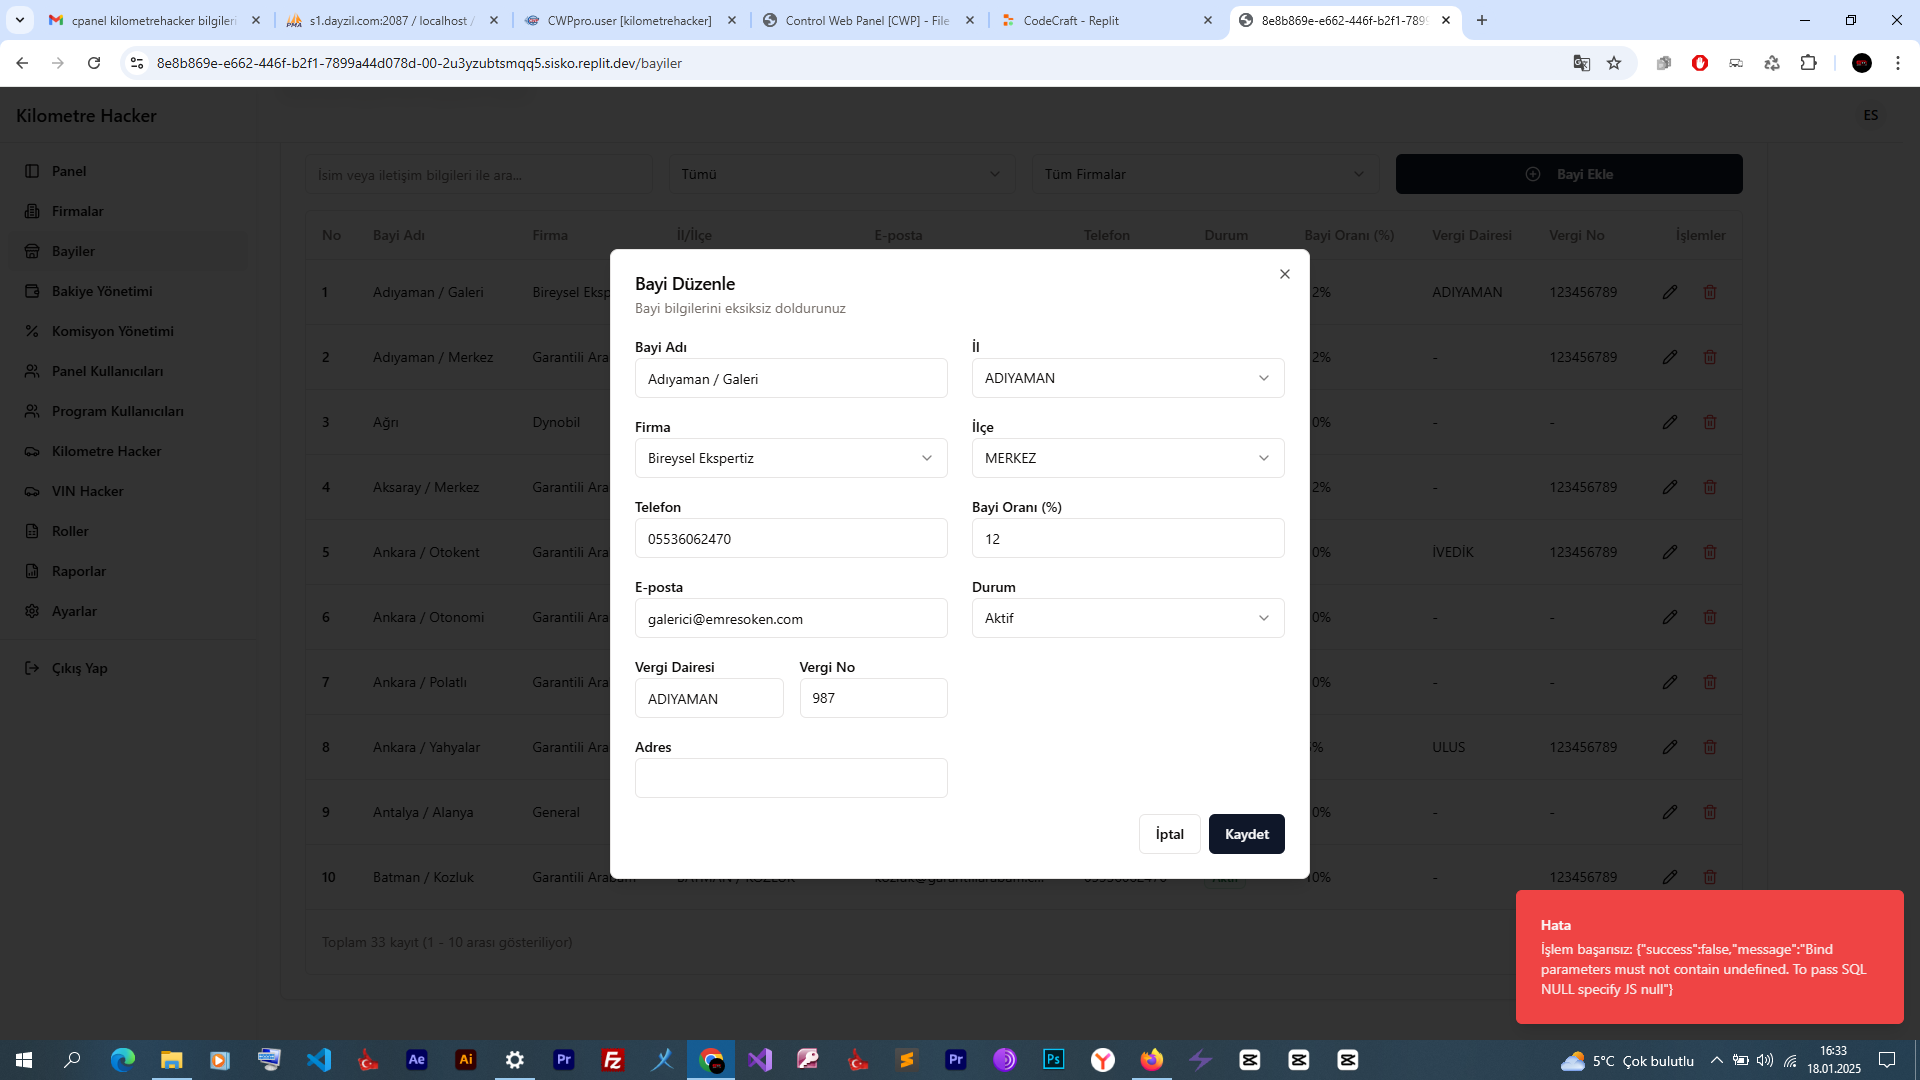 cpanel kilometrehacker bilgileri
s1.dayzil.com:2087 / localhost /
CWPpro.user [kilometrehacker]
Control Web Panel [CWP] - File
CodeCraft - Replit
8e8b869e-e662-446f-b2f1-7899
8e8b869e-e662-446f-b2f1-7899a44d078d-00-2u3yzubtsmqq5.sisko.replit.dev/bayiler
Kilometre Hacker
ES
Panel
Firmalar
Bayiler
Bakiye Yönetimi
Komisyon Yönetimi
Panel Kullanıcıları
Program Kullanıcıları
Kilometre Hacker
VIN Hacker
Roller
Raporlar
Ayarlar
Çıkış Yap
İsim veya iletişim bilgileri ile ara...
Tümü
Tüm Firmalar
Bayi Ekle
No Bayi Adı Firma İl/İlçe E-posta Telefon Durum Bayi Oranı (%) Vergi Dairesi Vergi No İşlemler
1 Adıyaman / Galeri Bireysel Eksp 2% ADIYAMAN 123456789
2 Adıyaman / Merkez Garantili Ara 2% - 123456789
3 Ağrı Dynobil 0% - -
4 Aksaray / Merkez Garantili Ara 2% - 123456789
5 Ankara / Otokent Garantili Ara 0% İVEDİK 123456789
6 Ankara / Otonomi Garantili Ara 0% - -
7 Ankara / Polatlı Garantili Ara 0% - -
8 Ankara / Yahyalar Garantili Ara % ULUS 123456789
9 Antalya / Alanya General 0% - -
10 Batman / Kozluk Garantili Arabam BATMAN / KOZLUK 05536062470 Aktif 10% - 123456789
Toplam 33 kayıt (1 - 10 arası gösteriliyor)
Bayi Düzenle
Bayi bilgilerini eksiksiz doldurunuz
Bayi Adı
Adıyaman / Galeri
İl
ADIYAMAN
Firma
Bireysel Ekspertiz
İlçe
MERKEZ
Telefon
05536062470
Bayi Oranı (%)
12
E-posta
galerici@emresoken.com
Durum
Aktif
Vergi Dairesi
ADIYAMAN
Vergi No
987
Adres
İptal
Kaydet
Hata
İşlem başarısız: {"success":false,"message":"Bind
parameters must not contain undefined. To pass SQL
NULL specify JS null"}
5°C Çok bulutlu
16:33
18.01.2025